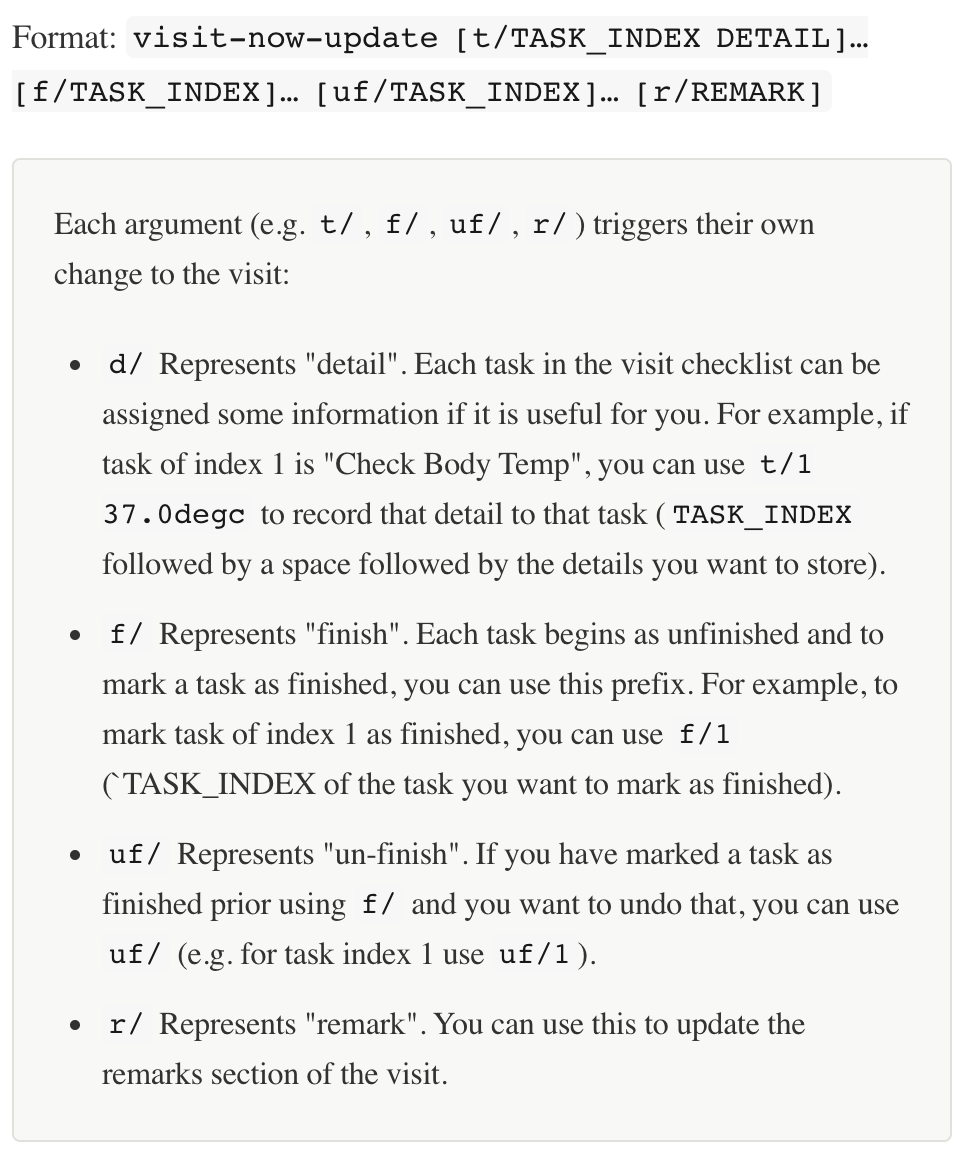 Format: visit-now-update [t/TASK_INDEX DETAIL]…
[f/TASK_INDEX]… [uf/TASK_INDEX]… [r/REMARK]
Each argument (e.g. t/ , f/ , uf/ , r/ ) triggers their own
change to the visit:
• d/ Represents "detail". Each task in the visit checklist can be
assigned some information if it is useful for you. For example, if
task of index 1 is "Check Body Temp", you can use t/1
37.0degc to record that detail to that task ( TASK_INDEX
followed by a space followed by the details you want to store).
• f/ Represents "finish". Each task begins as unfinished and to
mark a task as finished, you can use this prefix. For example, to
mark task of index 1 as finished, you can use f/1
(`TASK_INDEX of the task you want to mark as finished).
• uf/ Represents "un-finish". If you have marked a task as
finished prior using f/ and you want to undo that, you can use
uf/ (e.g. for task index 1 use uf/1 ).
• r/ Represents "remark". You can use this to update the
remarks section of the visit.